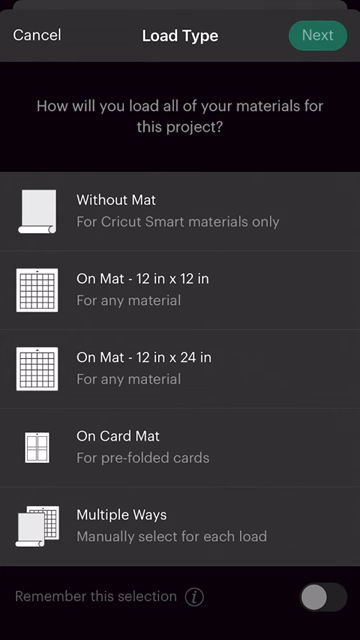 Cancel
Load Type
Next
How will you load all of your materials for
this project?
Without Mat
For Cricut Smart materials only
On Mat - 12 in x 12 in
For any material
On Mat - 12 in x 24 in
For any material
On Card Mat
For pre-folded cards
Multiple Ways
Manually select for each load
Remember this selection i